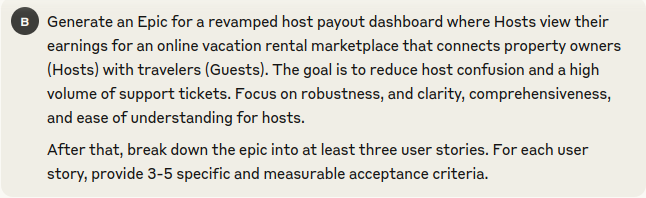 B
Generate an Epic for a revamped host payout dashboard where Hosts view their
earnings for an online vacation rental marketplace that connects property owners
(Hosts) with travelers (Guests). The goal is to reduce host confusion and a high
volume of support tickets. Focus on robustness, and clarity, comprehensiveness,
and ease of understanding for hosts.
After that, break down the epic into at least three user stories. For each user
story, provide 3-5 specific and measurable acceptance criteria.